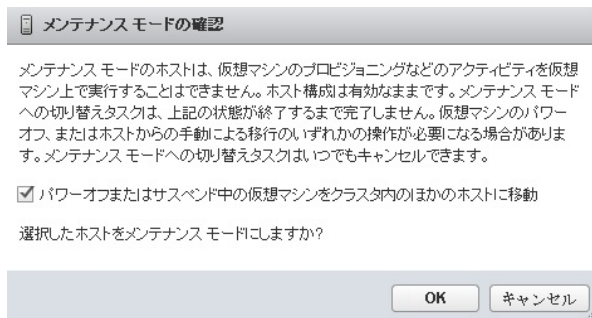 メンテナンス モードの確認
メンテナンス モードのホストは、仮想マシンのプロビジョニングなどのアクティビティを仮想
マシン上で実行することはできません。ホスト構成は有効なままです。メンテナンス モード
への切り替えタスクは、上記の状態が終了するまで完了しません。仮想マシンのパワー
オフ、またはホストからの手動による移行のいずれかの操作が必要になる場合がありま
す。メンテナンス モードへの切り替えタスクはいつでもキャンセルできます。
パワーオフまたはサスペンド中の仮想マシンをクラスタ内のほかのホストに移動
選択したホストをメンテナンス モードにしますか?
OK キャンセル